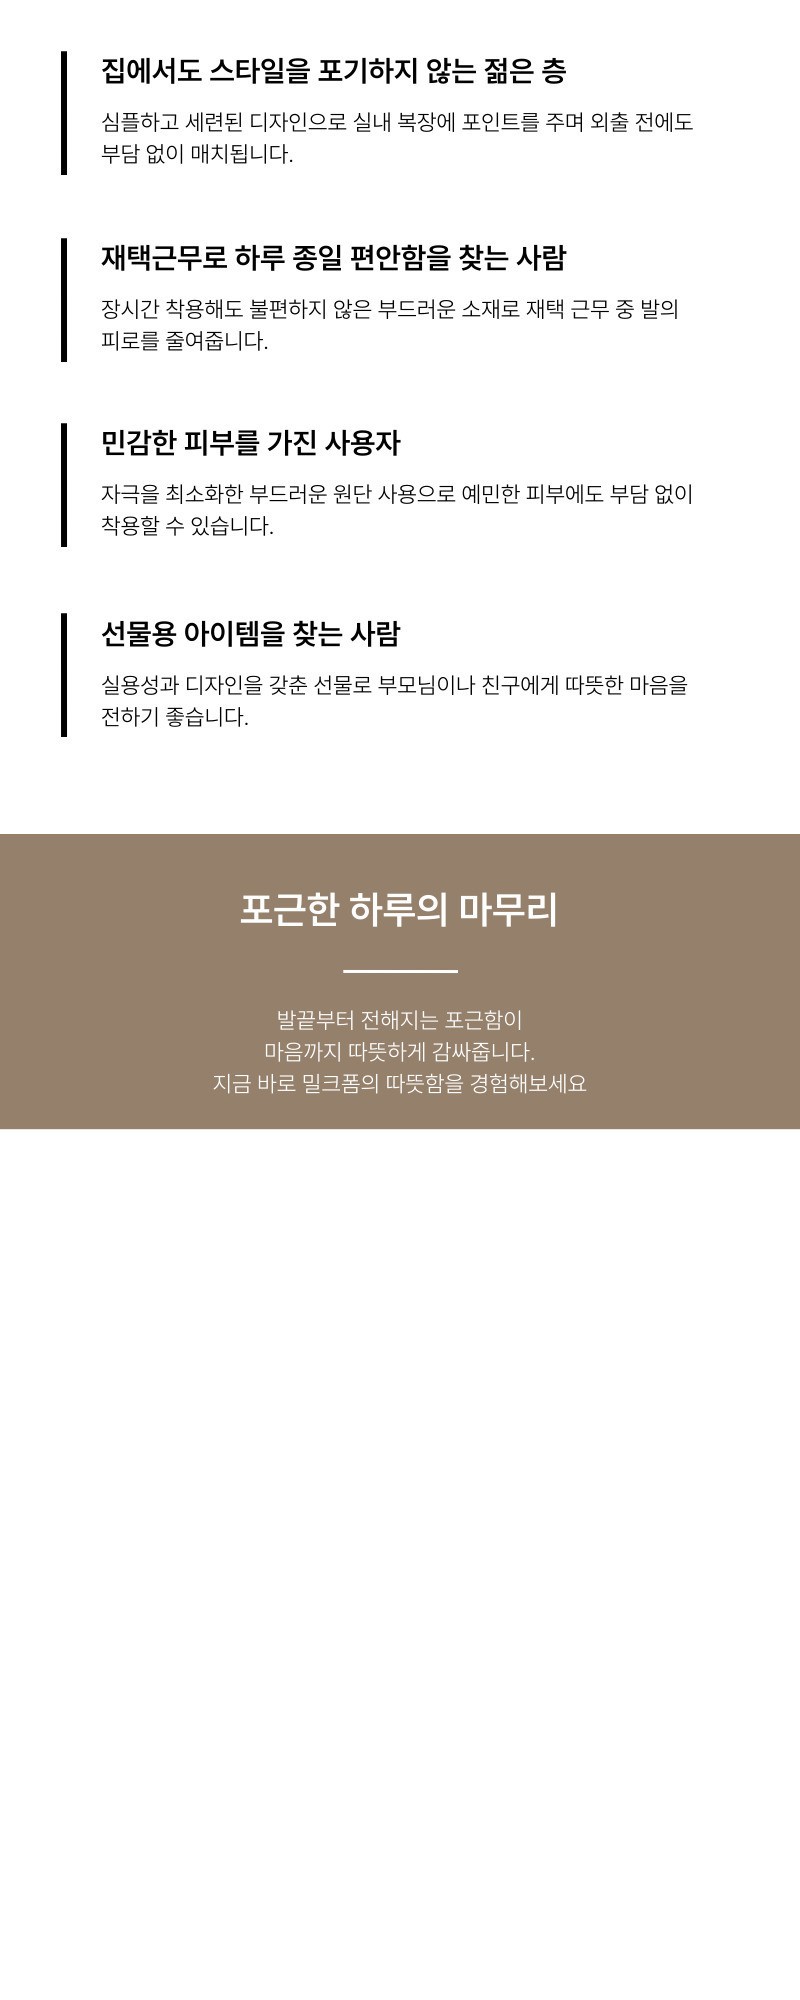 집에서도 스타일을 포기하지 않는 젊은 층
심플하고 세련된 디자인으로 실내 복장에 포인트를 주며 외출 전에도
부담 없이 매치됩니다.
재택근무로 하루 종일 편안함을 찾는 사람
장시간 착용해도 불편하지 않은 부드러운 소재로 재택 근무 중 발의
피로를 줄여줍니다.
민감한 피부를 가진 사용자
자극을 최소화한 부드러운 원단 사용으로 예민한 피부에도 부담 없이
착용할 수 있습니다.
선물용 아이템을 찾는 사람
실용성과 디자인을 갖춘 선물로 부모님이나 친구에게 따뜻한 마음을
전하기 좋습니다.
포근한 하루의 마무리
발끝부터 전해지는 포근함이
마음까지 따뜻하게 감싸줍니다.
지금 바로 밀크폼의 따뜻함을 경험해보세요